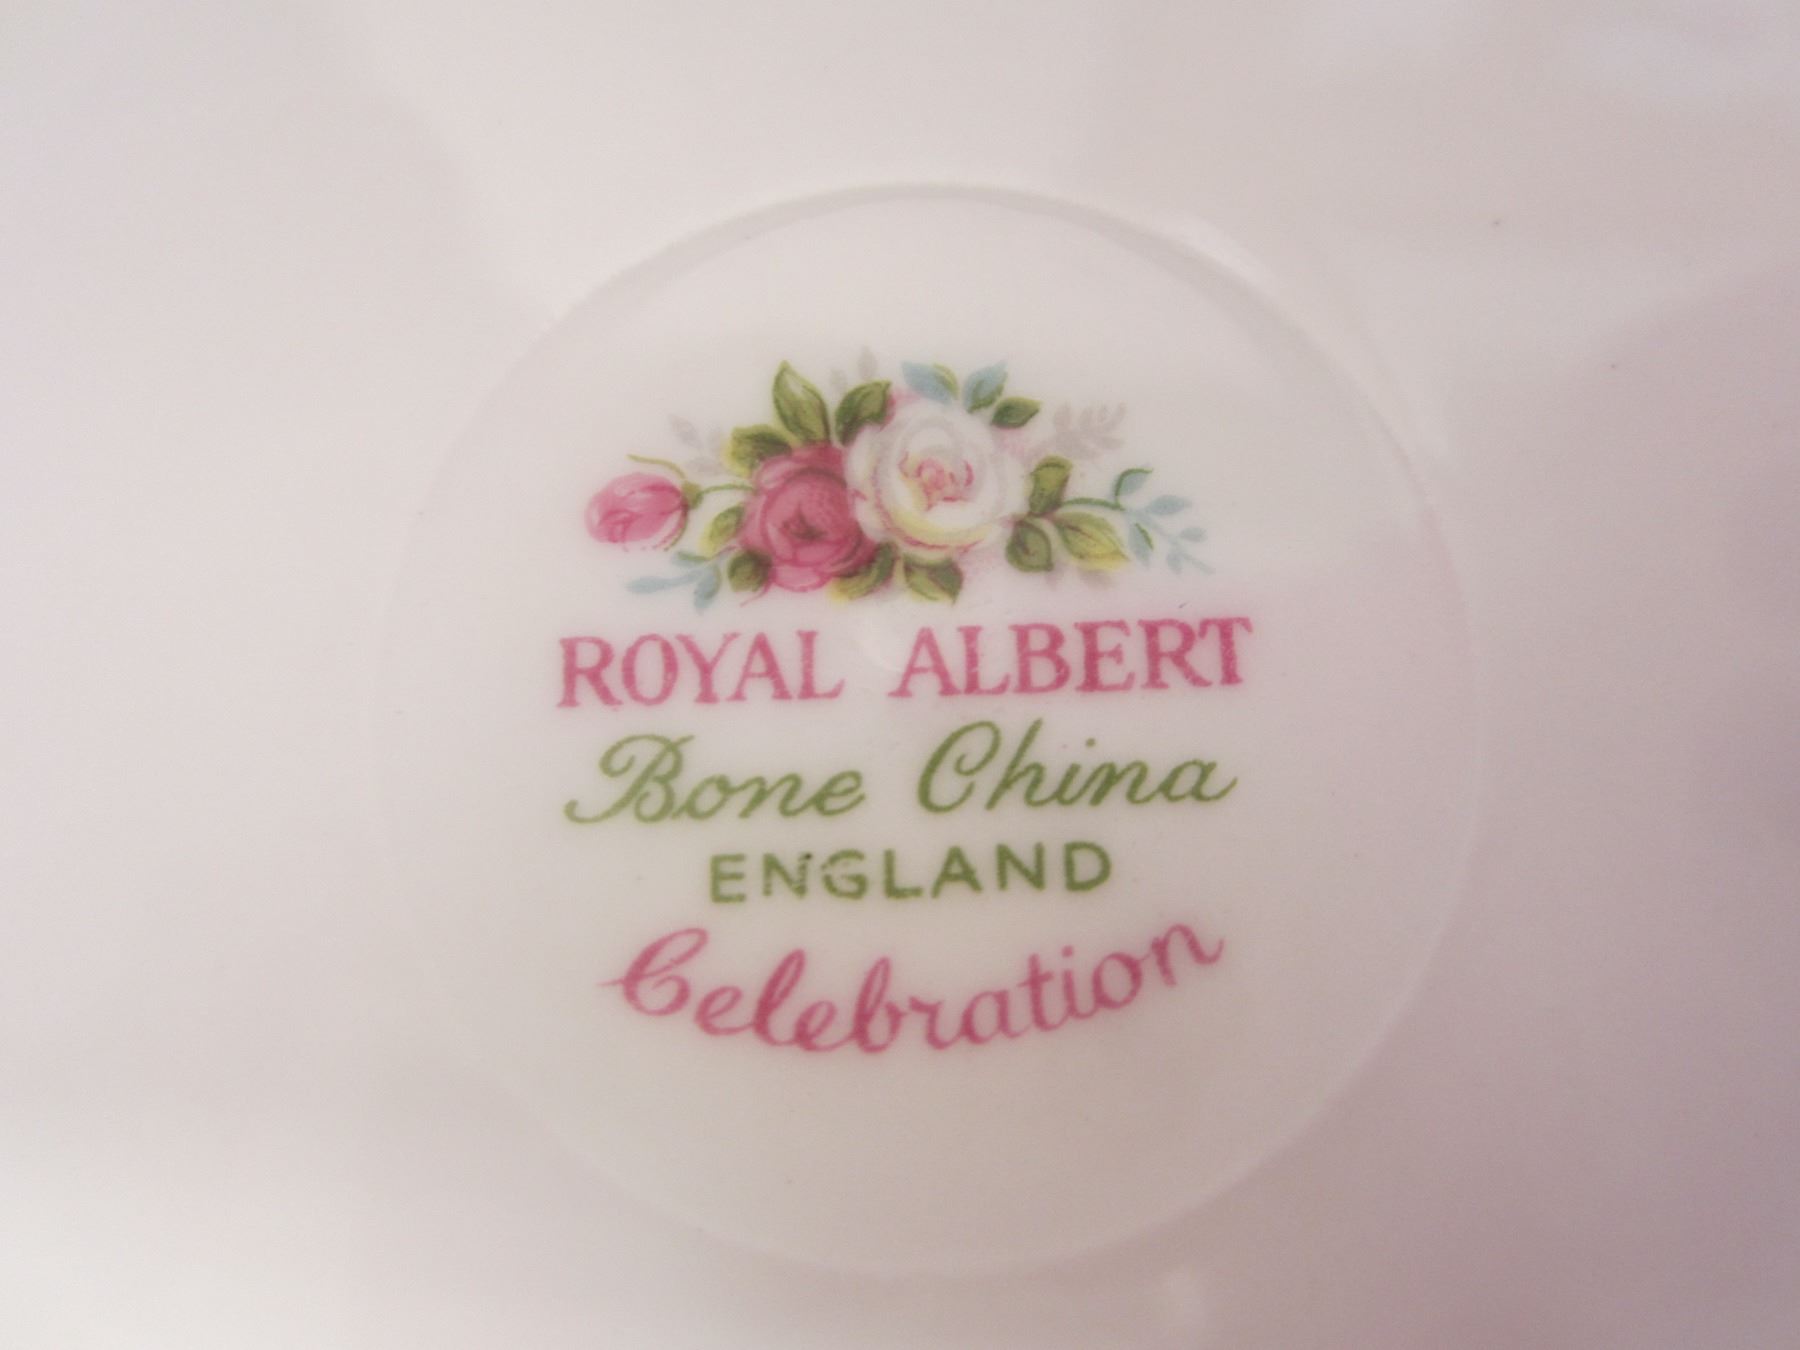 ROYAL ALBERT
Bone China
ENGLAND
Celebration